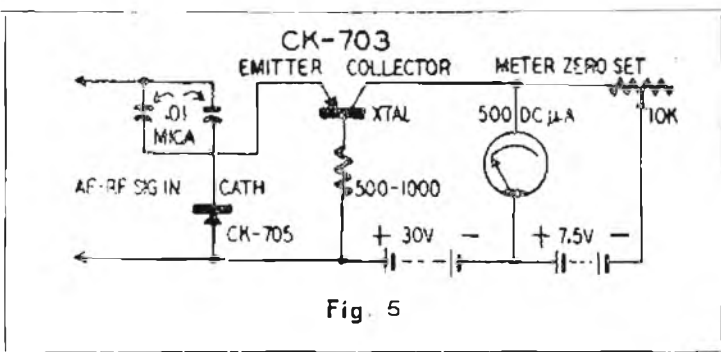 CK-703
EMITTER COLLECTOR METER ZERO SET
.01
MICA
XTAL
500 DC µA
10K
AF-RF SIG IN
CATH
500-1000
CK-705
+ 30V -
+ 7.5V -
Fig. 5